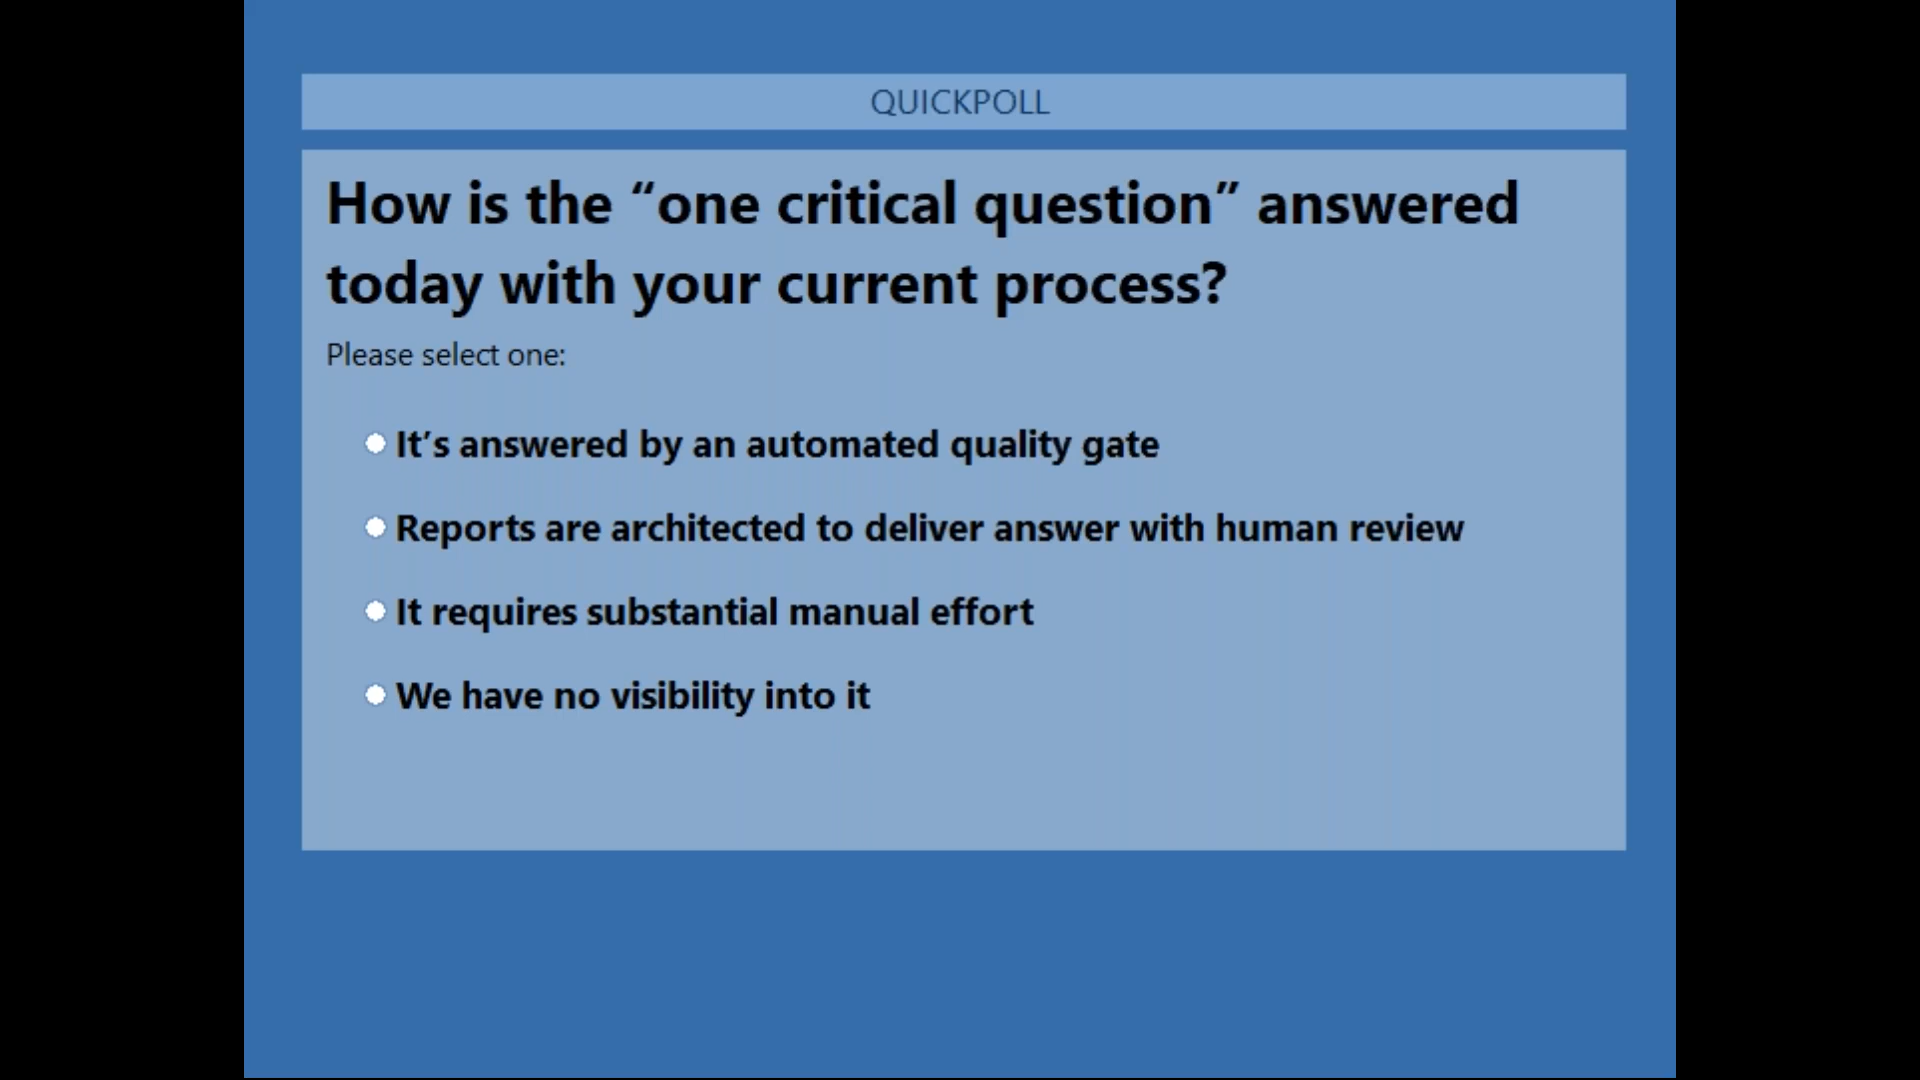 QUICKPOLL
How is the “one critical question” answered
today with your current process?
Please select one:
It’s answered by an automated quality gate
Reports are architected to deliver answer with human review
It requires substantial manual effort
We have no visibility into it